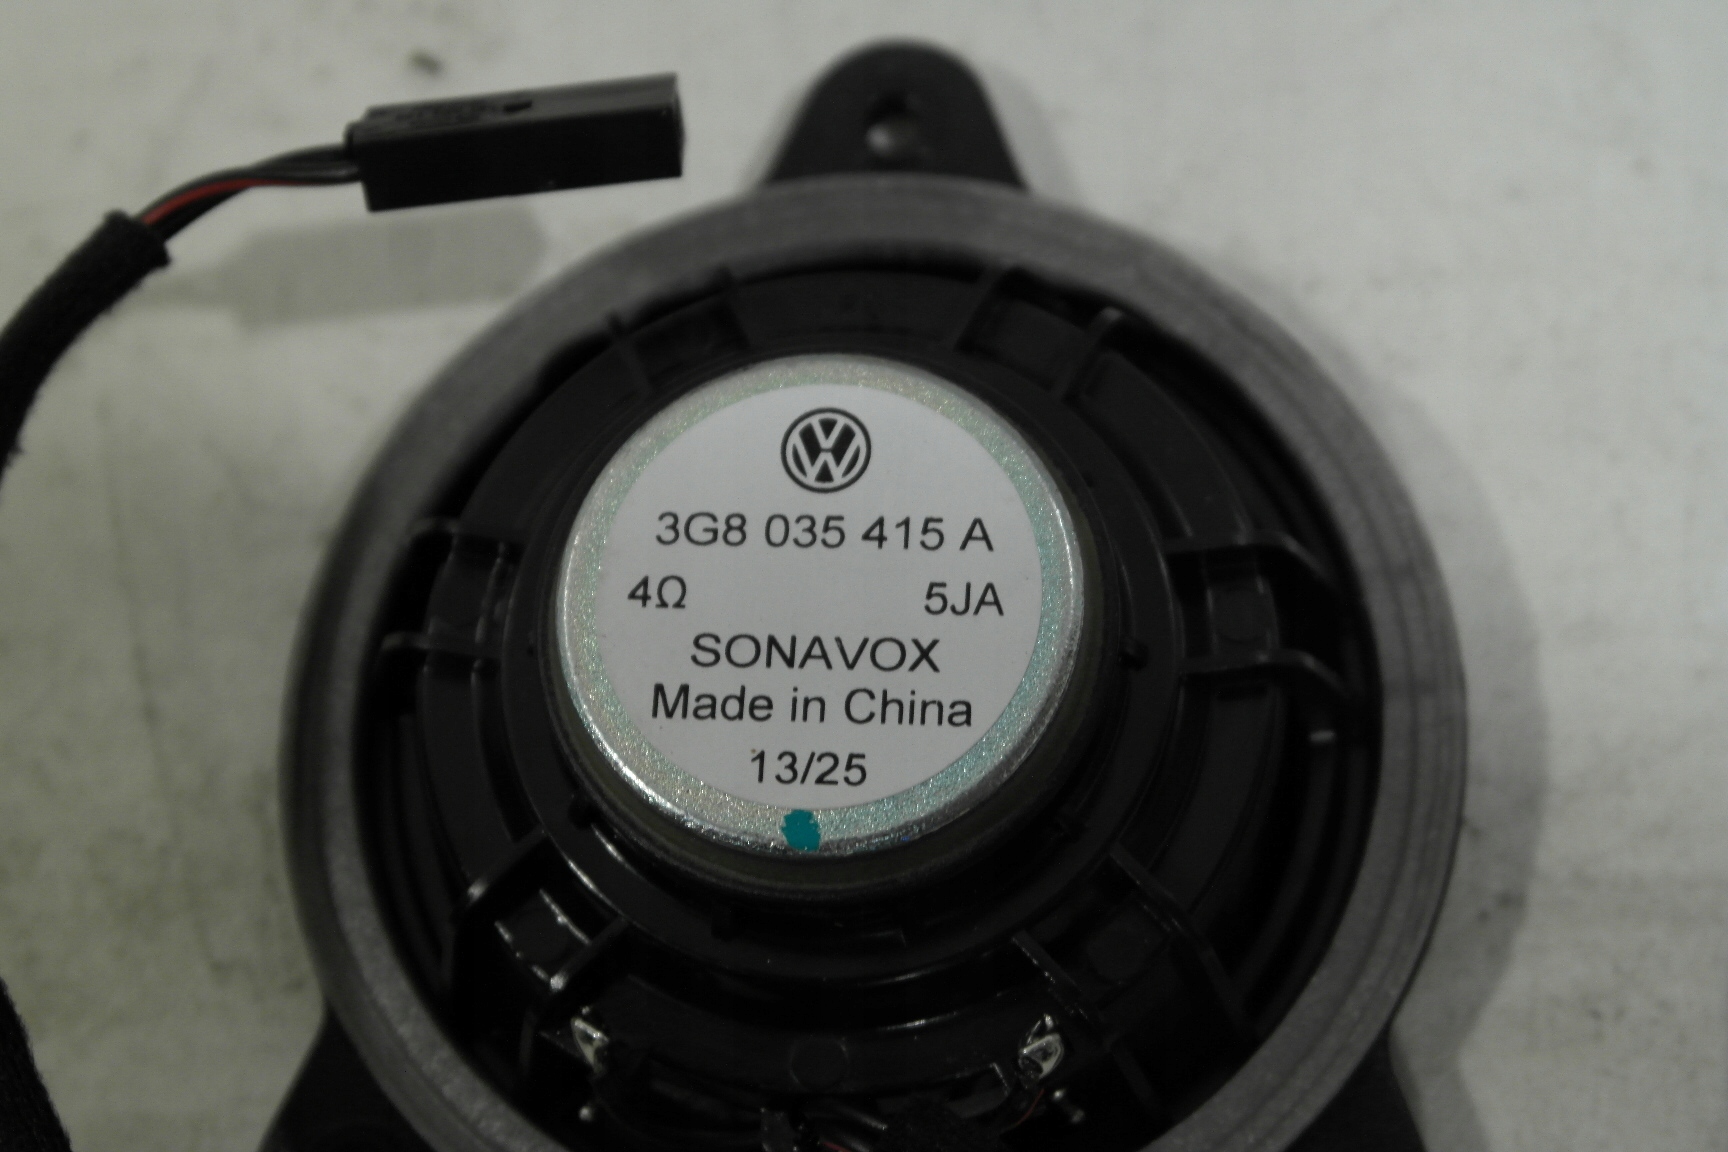 3G8 035 415 A
4Ω 5JA
SONAVOX
Made in China
13/25